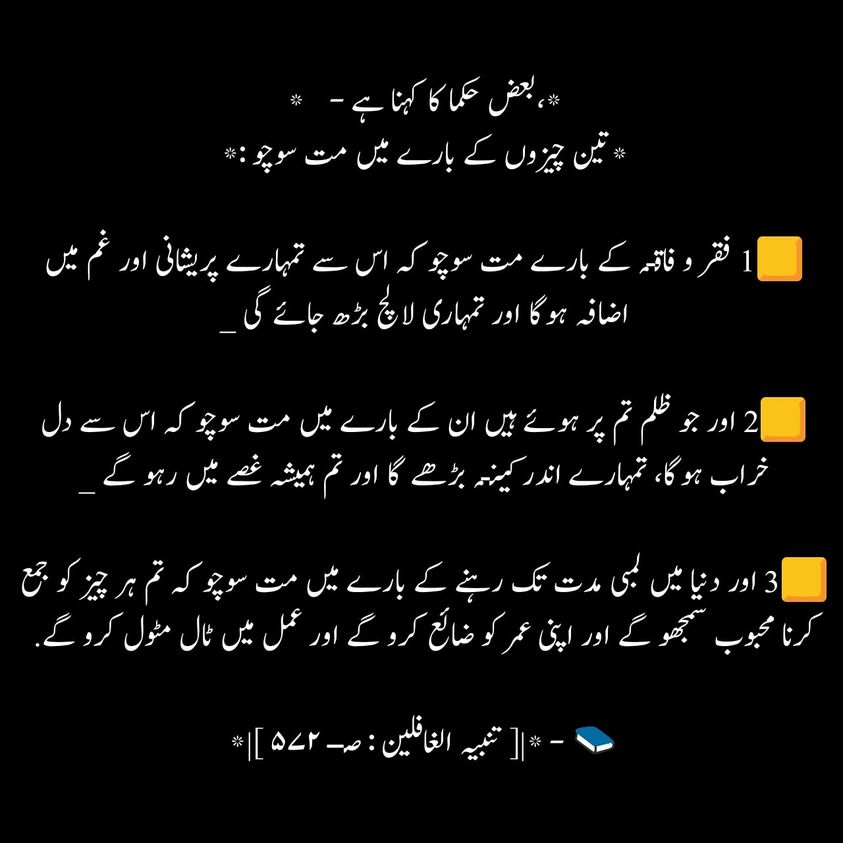 *،بعض حکما کا کہنا ہے - *
* تین چیزوں کے بارے میں مت سوچو :*
🟨1 فقر و فاقہ کے بارے مت سوچو کہ اس سے تمہارے پریشانی اور غم میں
اضافہ ہوگا اور تمہاری لالچ بڑھ جائے گی _
🟨2 اور جو ظلم تم پر ہوئے ہیں ان کے بارے میں مت سوچو کہ اس سے دل
خراب ہوگا، تمہارے اندر کینہ بڑھے گا اور تم ہمیشہ غصے میں رہو گے _
🟨3 اور دنیا میں لمبی مدت تک رہنے کے بارے میں مت سوچو کہ تم ہر چیز کو جمع
کرنا محبوب سمجھو گے اور اپنی عمر کو ضائع کرو گے اور عمل میں ٹال مٹول کرو گے.
📘 - *|[ تنبیہ الغافلین : صـ ۵۷۲ ]|*